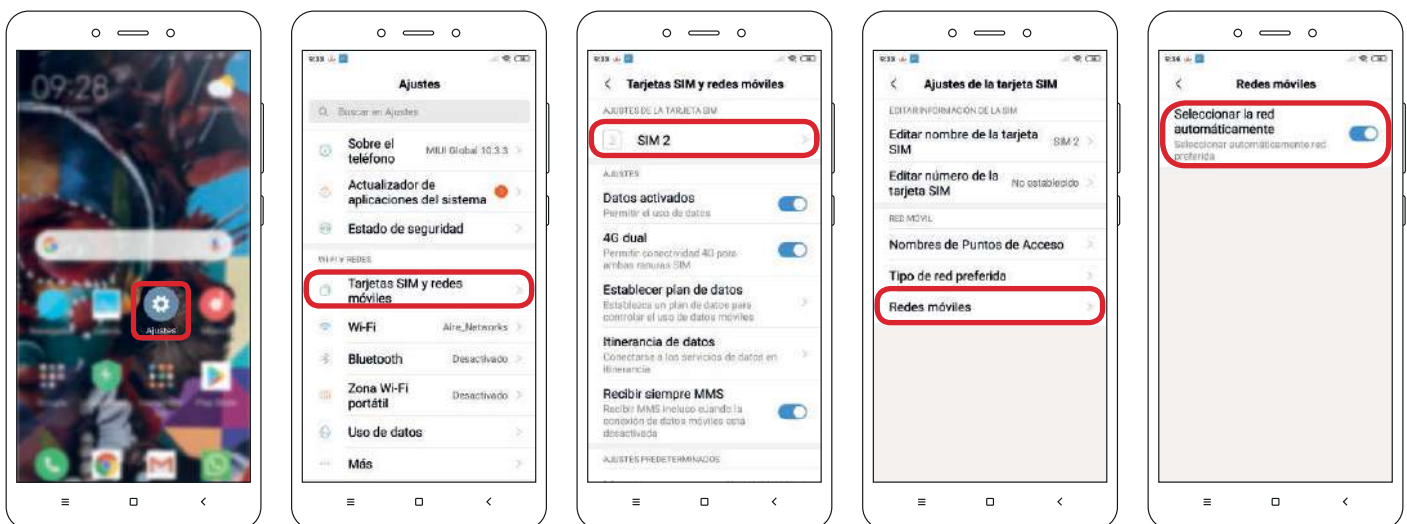 09:28
Ajustes
9:33
Ajustes
Buscar en Ajustes
Sobre el
teléfono
MIUI Global 10.3.3
Actualizador de
aplicaciones del sistema
Estado de seguridad
WI-FI Y REDES
Tarjetas SIM y redes
móviles
Wi-Fi
Aire_Networks
Bluetooth
Desactivado
Zona Wi-Fi
portátil
Desactivado
Uso de datos
Más
9:33
Tarjetas SIM y redes móviles
AJUSTES DE LA TARJETA SIM
SIM 2
AJUSTES
Datos activados
Permitir el uso de datos
4G dual
Permitir conectividad 4G para
ambas ranuras SIM
Establecer plan de datos
Establezca un plan de datos para
controlar el uso de datos móviles
Itinerancia de datos
Conectarse a los servicios de datos en
itinerancia
Recibir siempre MMS
Recibir MMS incluso cuando la
conexión de datos móviles está
desactivada
AJUSTES PREDETERMINADOS
9:33
Ajustes de la tarjeta SIM
EDITAR INFORMACIÓN DE LA SIM
Editar nombre de la tarjeta
SIM
SIM 2
Editar número de la
tarjeta SIM
No establecido
RED MÓVIL
Nombres de Puntos de Acceso
Tipo de red preferida
Redes móviles
9:34
Redes móviles
Seleccionar la red
automáticamente
Seleccionar automáticamente red
preferida